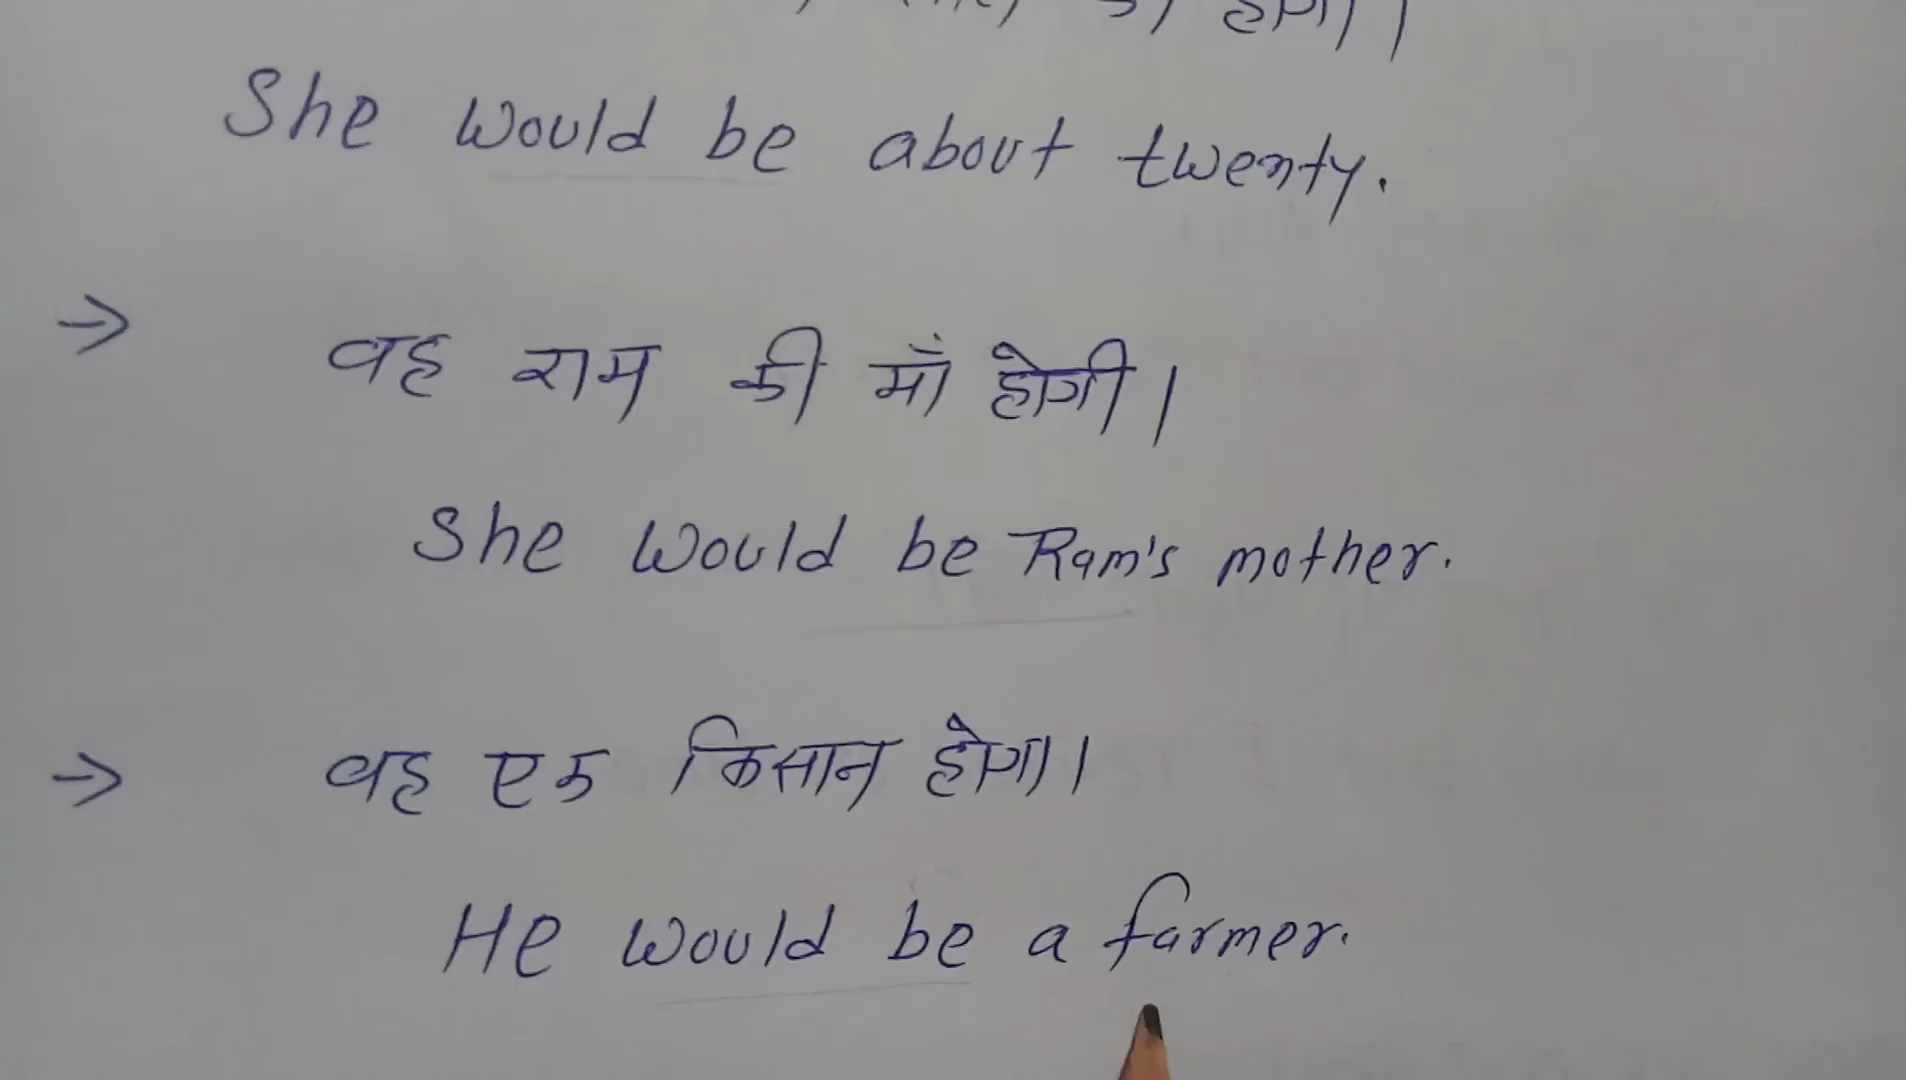 होगी।
She would be about twenty.
→ वह राम की माँ होगी।
She would be Ram's mother.
→ वह एक किसान होगा।
He would be a farmer.